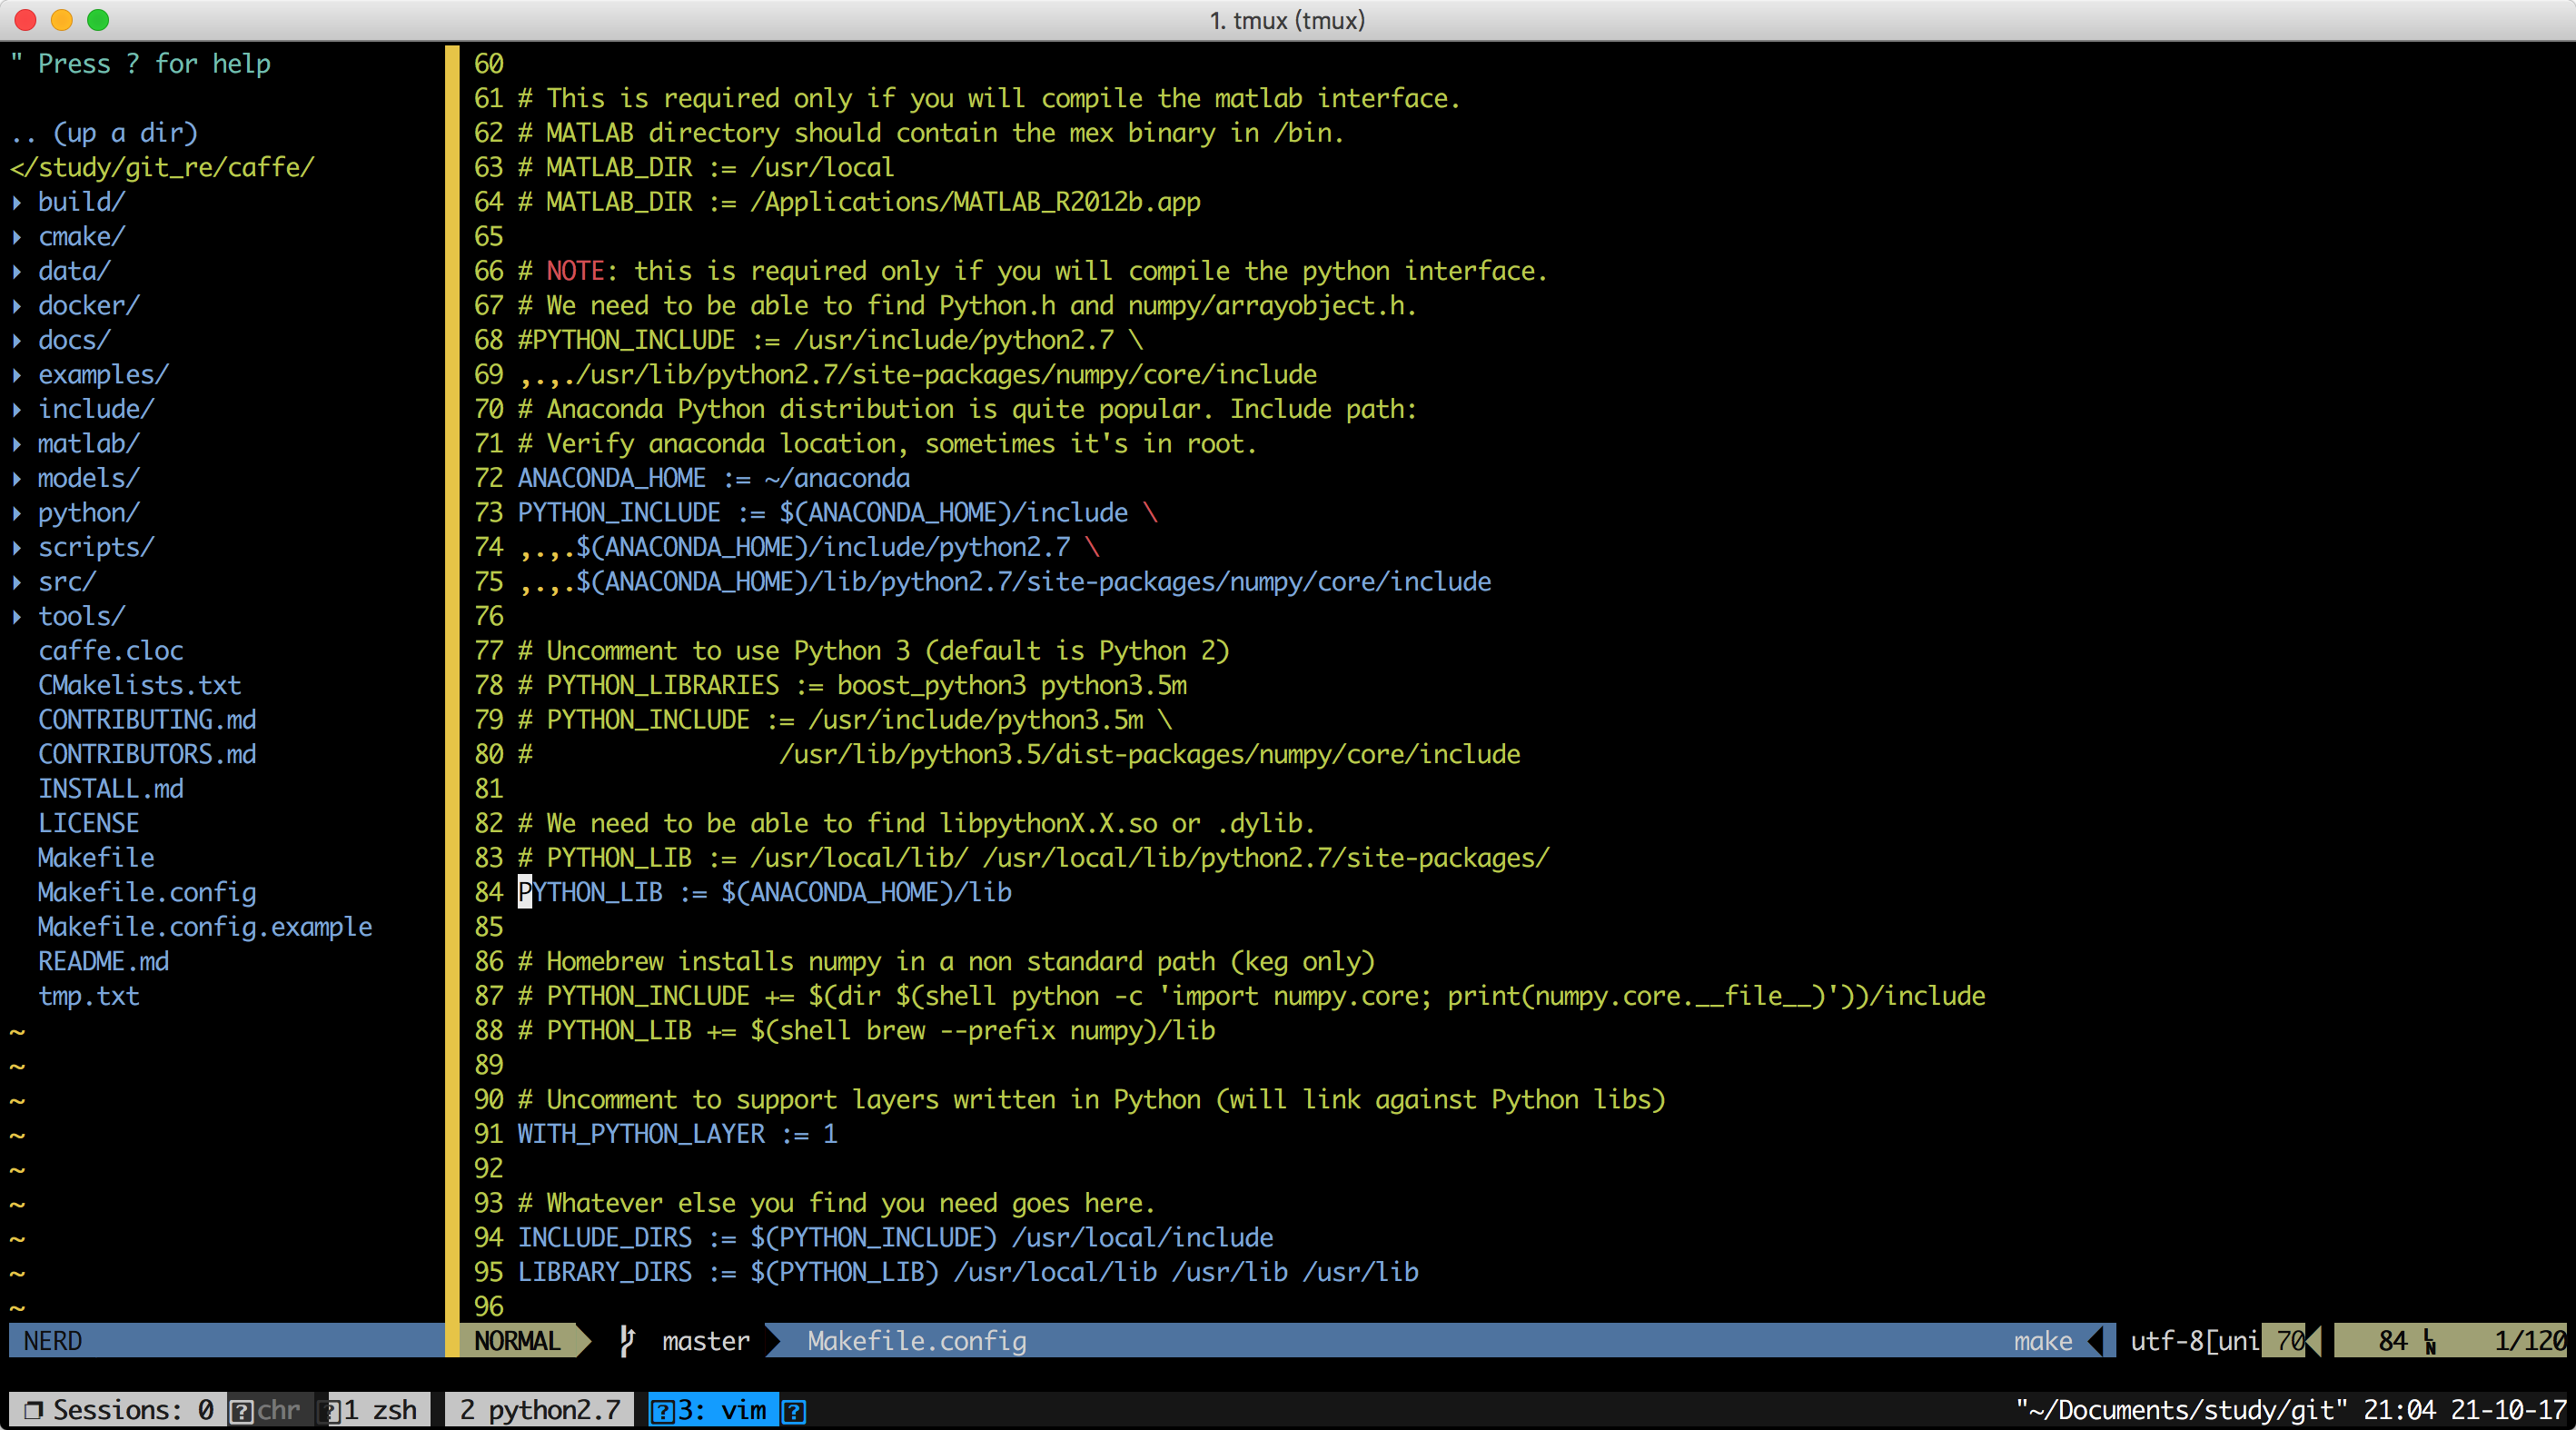 1. tmux (tmux)
" Press ? for help
.. (up a dir)
</study/git_re/caffe/
▸ build/
▸ cmake/
▸ data/
▸ docker/
▸ docs/
▸ examples/
▸ include/
▸ matlab/
▸ models/
▸ python/
▸ scripts/
▸ src/
▸ tools/
caffe.cloc
CMakeLists.txt
CONTRIBUTING.md
CONTRIBUTORS.md
INSTALL.md
LICENSE
Makefile
Makefile.config
Makefile.config.example
README.md
tmp.txt
~
~
~
~
~
~
~
~
~
60
61 # This is required only if you will compile the matlab interface.
62 # MATLAB directory should contain the mex binary in /bin.
63 # MATLAB_DIR := /usr/local
64 # MATLAB_DIR := /Applications/MATLAB_R2012b.app
65
66 # NOTE: this is required only if you will compile the python interface.
67 # We need to be able to find Python.h and numpy/arrayobject.h.
68 #PYTHON_INCLUDE := /usr/include/python2.7 \
69 ,.,./usr/lib/python2.7/site-packages/numpy/core/include
70 # Anaconda Python distribution is quite popular. Include path:
71 # Verify anaconda location, sometimes it's in root.
72 ANACONDA_HOME := ~/anaconda
73 PYTHON_INCLUDE := $(ANACONDA_HOME)/include \
74 ,.,.$(ANACONDA_HOME)/include/python2.7 \
75 ,.,.$(ANACONDA_HOME)/lib/python2.7/site-packages/numpy/core/include
76
77 # Uncomment to use Python 3 (default is Python 2)
78 # PYTHON_LIBRARIES := boost_python3 python3.5m
79 # PYTHON_INCLUDE := /usr/include/python3.5m \
80 #                 /usr/lib/python3.5/dist-packages/numpy/core/include
81
82 # We need to be able to find libpythonX.X.so or .dylib.
83 # PYTHON_LIB := /usr/local/lib/ /usr/local/lib/python2.7/site-packages/
84 PYTHON_LIB := $(ANACONDA_HOME)/lib
85
86 # Homebrew installs numpy in a non standard path (keg only)
87 # PYTHON_INCLUDE += $(dir $(shell python -c 'import numpy.core; print(numpy.core.__file__)'))/include
88 # PYTHON_LIB += $(shell brew --prefix numpy)/lib
89
90 # Uncomment to support layers written in Python (will link against Python libs)
91 WITH_PYTHON_LAYER := 1
92
93 # Whatever else you find you need goes here.
94 INCLUDE_DIRS := $(PYTHON_INCLUDE) /usr/local/include
95 LIBRARY_DIRS := $(PYTHON_LIB) /usr/local/lib /usr/lib /usr/lib
96
NERD NORMAL master Makefile.config make utf-8[uni 70 84 LN 1/120
❐ Sessions: 0 ?chr ?1 zsh 2 python2.7 ?3: vim ? "~/Documents/study/git" 21:04 21-10-17